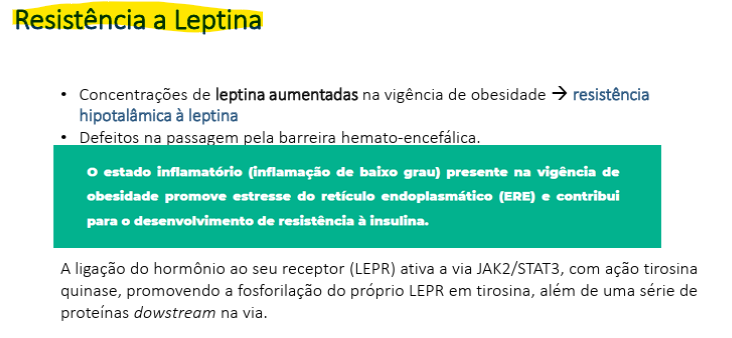 Resistência a Leptina
• Concentrações de leptina aumentadas na vigência de obesidade → resistência
hipotalâmica à leptina
• Defeitos na passagem pela barreira hemato-encefálica.
O estado inflamatório (inflamação de baixo grau) presente na vigência de
obesidade promove estresse do retículo endoplasmático (ERE) e contribui
para o desenvolvimento de resistência à insulina.
A ligação do hormônio ao seu receptor (LEPR) ativa a via JAK2/STAT3, com ação tirosina
quinase, promovendo a fosforilação do próprio LEPR em tirosina, além de uma série de
proteínas dowstream na via.